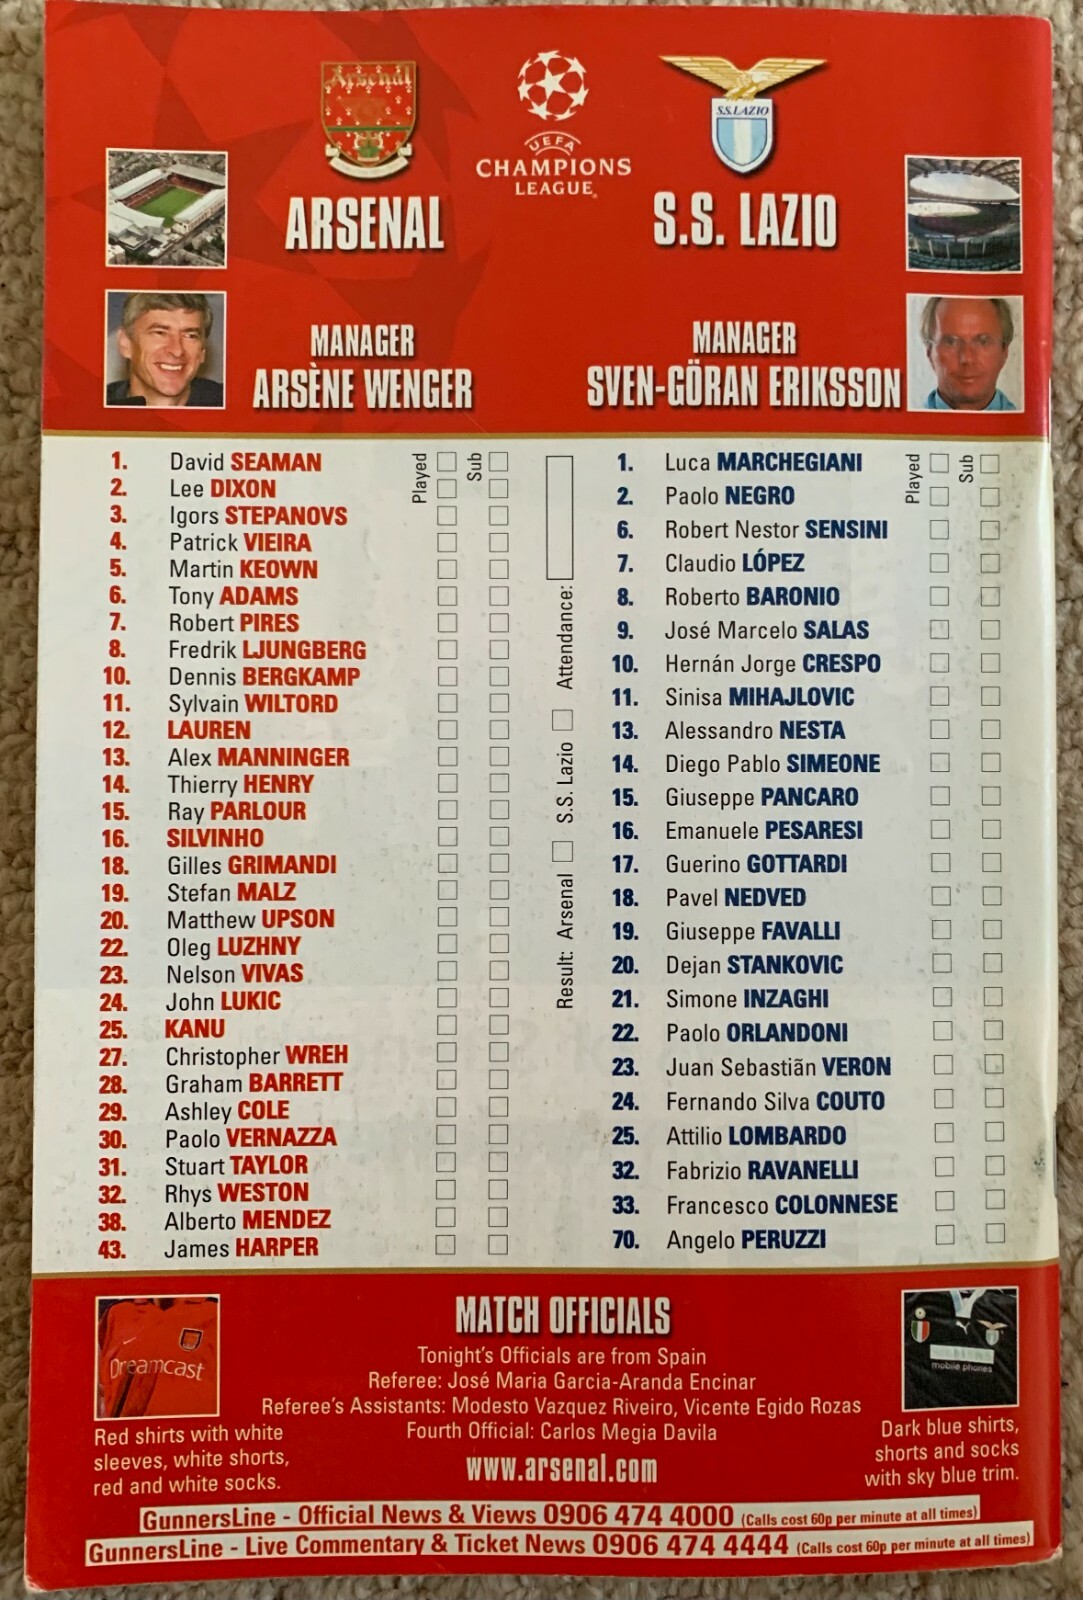 Arsenal
S.S. LAZIO
UEFA
CHAMPIONS
LEAGUE
ARSENAL
S.S. LAZIO
MANAGER
ARSÈNE WENGER
MANAGER
SVEN-GÖRAN ERIKSSON
Played
Sub
1. David SEAMAN
2. Lee DIXON
3. Igors STEPANOVS
4. Patrick VIEIRA
5. Martin KEOWN
6. Tony ADAMS
7. Robert PIRES
8. Fredrik LJUNGBERG
10. Dennis BERGKAMP
11. Sylvain WILTORD
12. LAUREN
13. Alex MANNINGER
14. Thierry HENRY
15. Ray PARLOUR
16. SILVINHO
18. Gilles GRIMANDI
19. Stefan MALZ
20. Matthew UPSON
22. Oleg LUZHNY
23. Nelson VIVAS
24. John LUKIC
25. KANU
27. Christopher WREH
28. Graham BARRETT
29. Ashley COLE
30. Paolo VERNAZZA
31. Stuart TAYLOR
32. Rhys WESTON
38. Alberto MENDEZ
43. James HARPER
Result: Arsenal S.S. Lazio Attendance:
Played
Sub
1. Luca MARCHEGIANI
2. Paolo NEGRO
6. Robert Nestor SENSINI
7. Claudio LÓPEZ
8. Roberto BARONIO
9. José Marcelo SALAS
10. Hernán Jorge CRESPO
11. Sinisa MIHAJLOVIC
13. Alessandro NESTA
14. Diego Pablo SIMEONE
15. Giuseppe PANCARO
16. Emanuele PESARESI
17. Guerino GOTTARDI
18. Pavel NEDVED
19. Giuseppe FAVALLI
20. Dejan STANKOVIC
21. Simone INZAGHI
22. Paolo ORLANDONI
23. Juan Sebastiãn VERON
24. Fernando Silva COUTO
25. Attilio LOMBARDO
32. Fabrizio RAVANELLI
33. Francesco COLONNESE
70. Angelo PERUZZI
Dreamcast
Red shirts with white
sleeves, white shorts,
red and white socks.
MATCH OFFICIALS
Tonight's Officials are from Spain
Referee: José Maria Garcia-Aranda Encinar
Referee's Assistants: Modesto Vazquez Riveiro, Vicente Egido Rozas
Fourth Official: Carlos Megia Davila
www.arsenal.com
SIEMENS
mobile phones
Dark blue shirts,
shorts and socks
with sky blue trim.
GunnersLine - Official News & Views 0906 474 4000 (Calls cost 60p per minute at all times)
GunnersLine - Live Commentary & Ticket News 0906 474 4444 (Calls cost 60p per minute at all times)